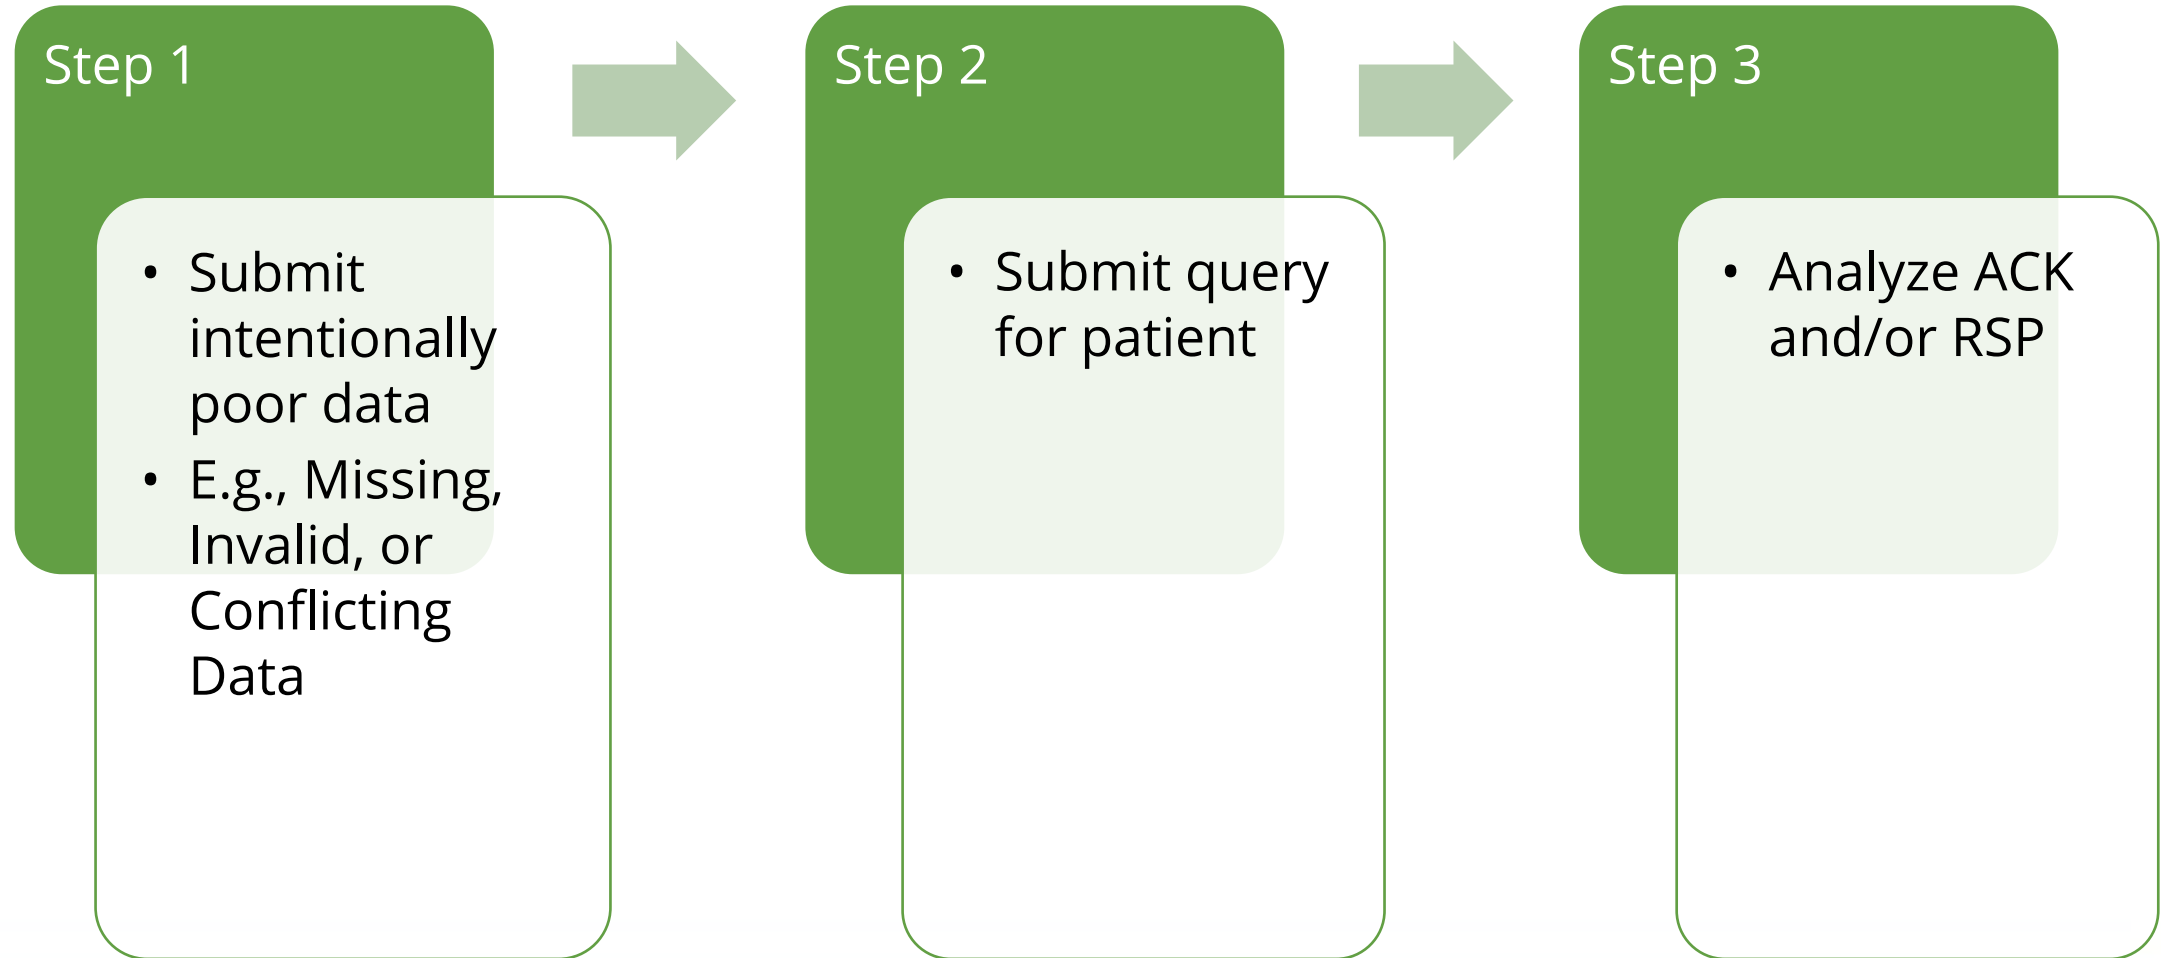 Step 1
• Submit
intentionally
poor data
• E.g., Missing,
Invalid, or
Conflicting
Data
Step 2
• Submit query
for patient
Step 3
• Analyze ACK
and/or RSP